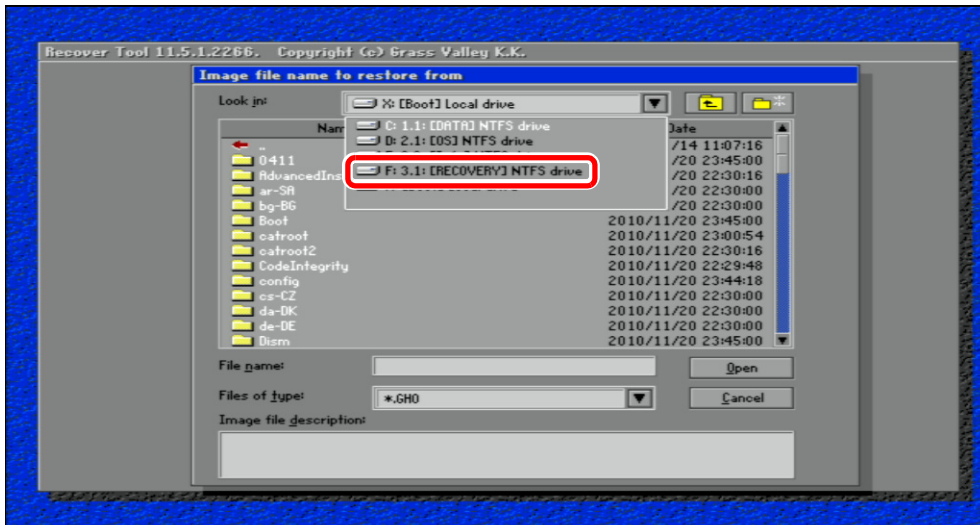 Recover Tool 11.5.1.2266. Copyright (c) Grass Valley K.K.
Image file name to restore from
Look in: X: [Boot] Local drive
C: 1.1: [DATA] NTFS drive
D: 2.1: [OS] NTFS drive
F: 3.1: [RECOVERY] NTFS drive
Date
.. /14 11:07:16
0411 /20 23:45:00
/20 22:30:16
ar-SA /20 22:30:00
bg-BG /20 22:30:00
Boot 2010/11/20 23:45:00
catroot 2010/11/20 23:00:54
catroot2 2010/11/20 22:30:16
CodeIntegrity 2010/11/20 22:29:48
config 2010/11/20 23:44:18
cs-CZ 2010/11/20 22:30:00
da-DK 2010/11/20 22:30:00
de-DE 2010/11/20 22:30:00
Dism 2010/11/20 23:45:00
File name: Open
Files of type: *.GHO Cancel
Image file description: